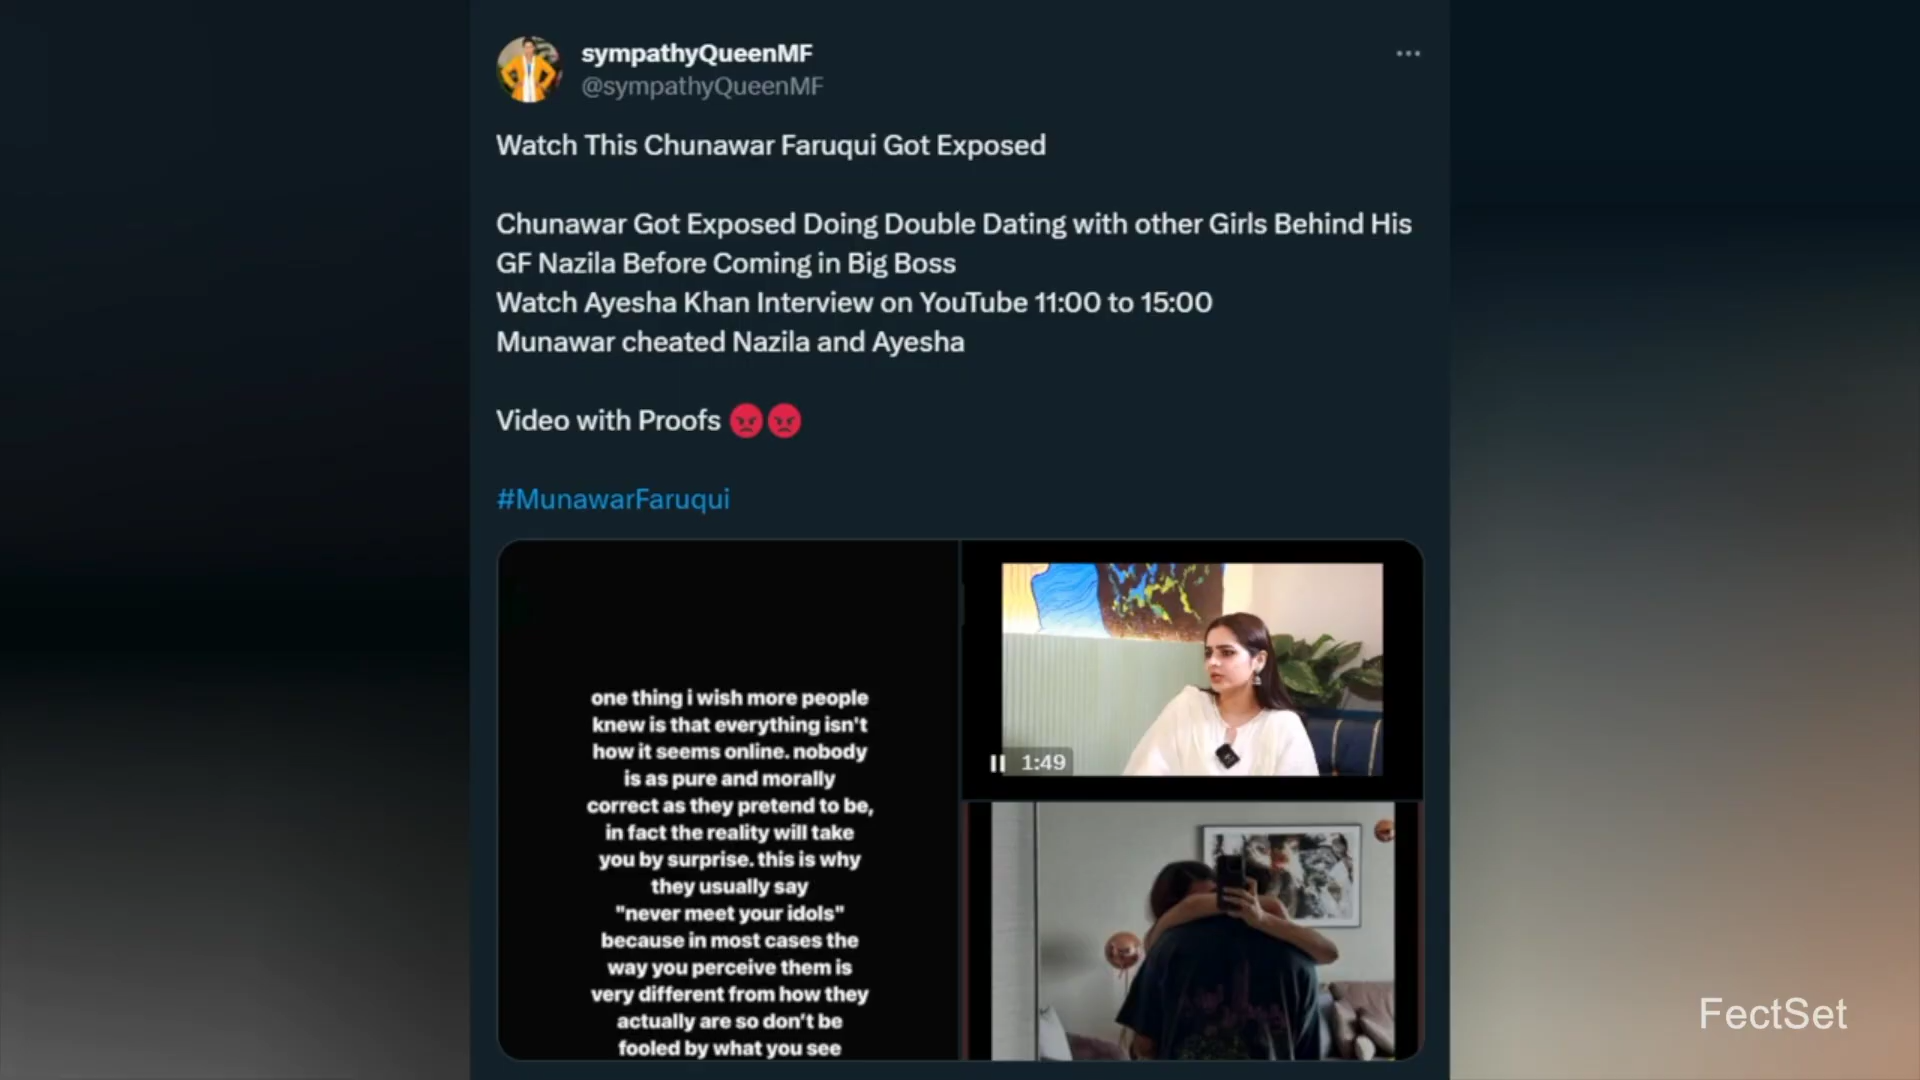 sympathyQueenMF
@sympathyQueenMF
Watch This Chunawar Faruqui Got Exposed
Chunawar Got Exposed Doing Double Dating with other Girls Behind His
GF Nazila Before Coming in Big Boss
Watch Ayesha Khan Interview on YouTube 11:00 to 15:00
Munawar cheated Nazila and Ayesha
Video with Proofs 😡😡
#MunawarFaruqui
one thing i wish more people
knew is that everything isn't
how it seems online. nobody
is as pure and morally
correct as they pretend to be,
in fact the reality will take
you by surprise. this is why
they usually say
"never meet your idols"
because in most cases the
way you perceive them is
very different from how they
actually are so don't be
fooled by what you see
1:49
FectSet